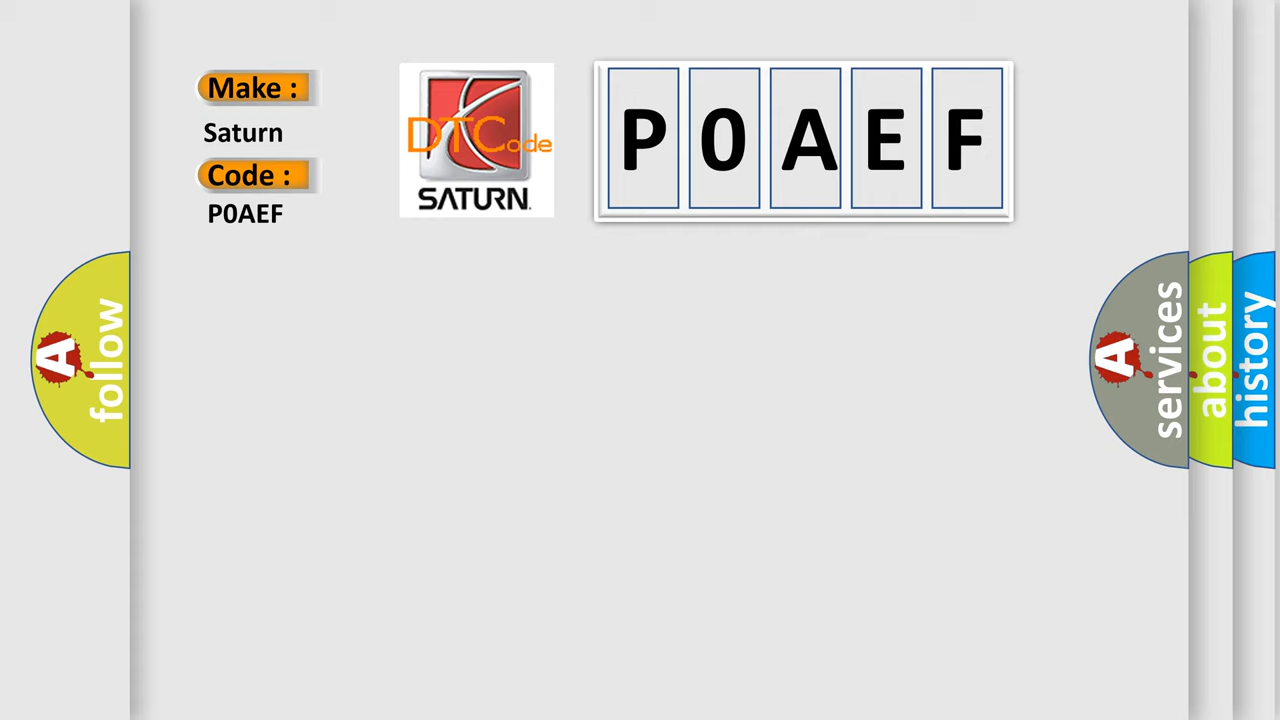 Make :
Saturn
Code :
P0AEF
DTCode
SATURN.
P 0 A E F
A
follow
A
services
about
history